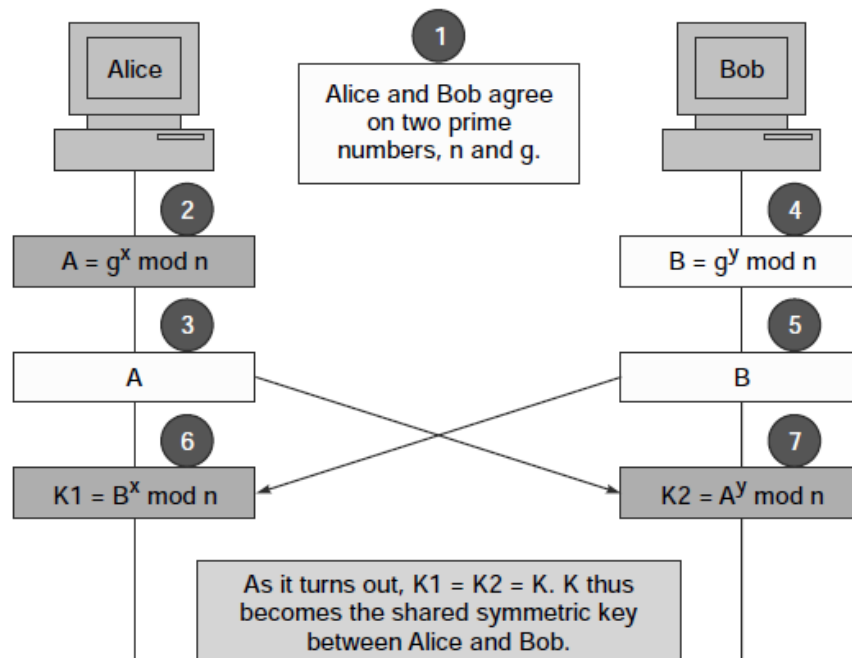 1
Alice
Bob
Alice and Bob agree
on two prime
numbers, n and g.
2
4
A = g^x mod n
B = g^y mod n
3
5
A
B
6
7
K1 = B^x mod n
K2 = A^y mod n
As it turns out, K1 = K2 = K. K thus
becomes the shared symmetric key
between Alice and Bob.